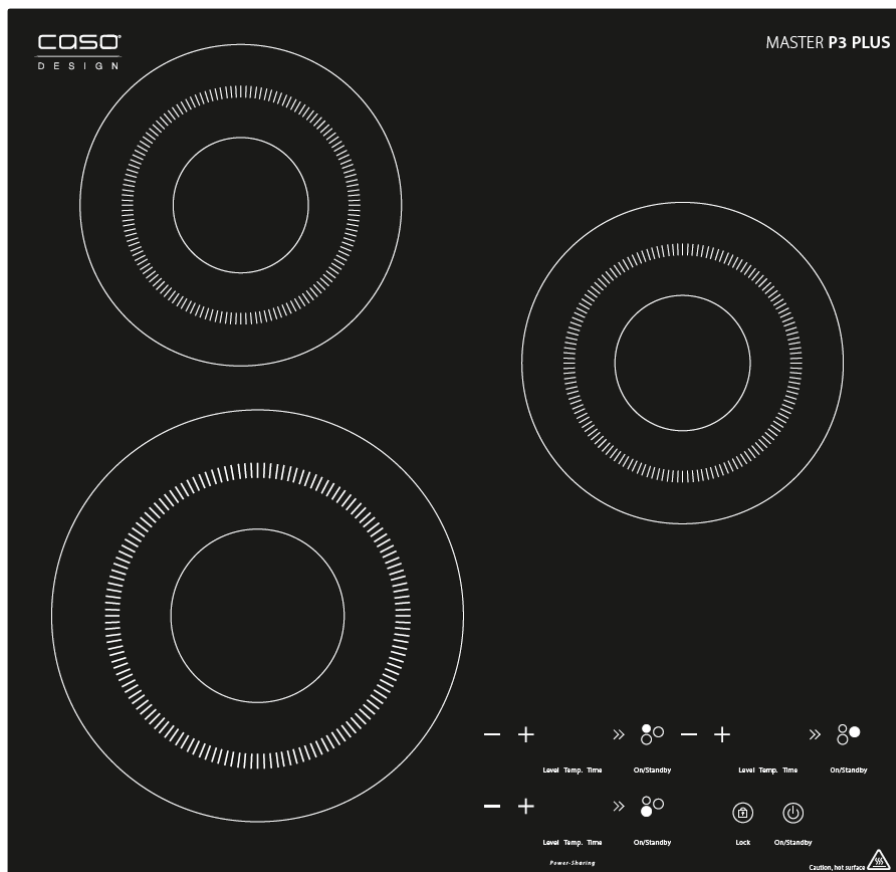 caso®
DESIGN
MASTER P3 PLUS
− + » − + »
Level Temp. Time On/Standby Level Temp. Time On/Standby
− + »
Level Temp. Time On/Standby Lock On/Standby
Power-Sharing
Caution, hot surface